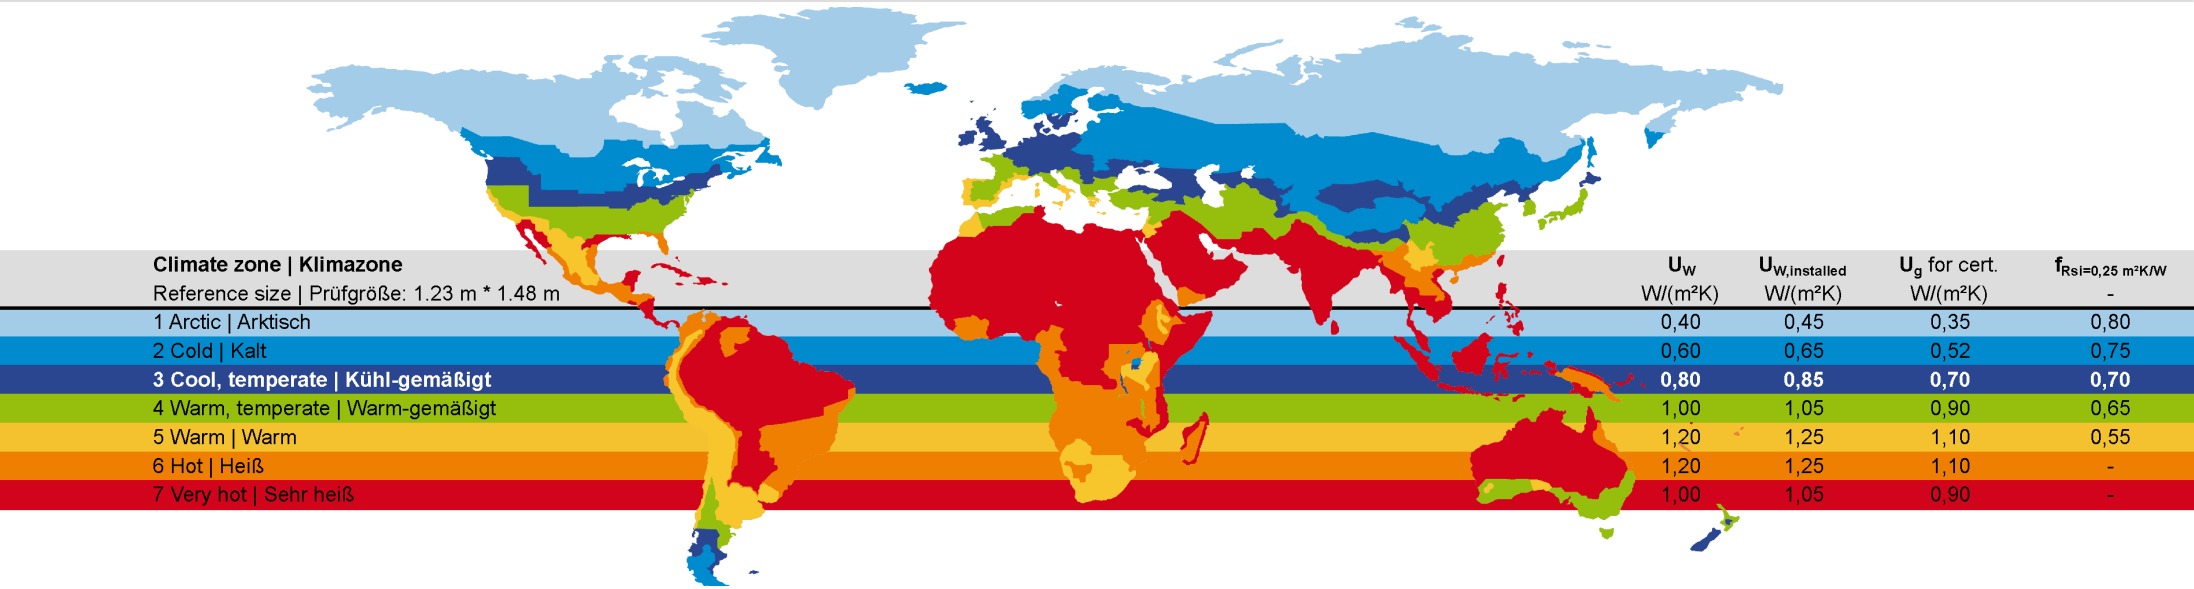 Climate zone | Klimazone U_W U_W,installed U_g for cert. f_Rsi=0,25 m²K/W
Reference size | Prüfgröße: 1.23 m * 1.48 m W/(m²K) W/(m²K) W/(m²K) -
1 Arctic | Arktisch 0,40 0,45 0,35 0,80
2 Cold | Kalt 0,60 0,65 0,52 0,75
3 Cool, temperate | Kühl-gemäßigt 0,80 0,85 0,70 0,70
4 Warm, temperate | Warm-gemäßigt 1,00 1,05 0,90 0,65
5 Warm | Warm 1,20 1,25 1,10 0,55
6 Hot | Heiß 1,20 1,25 1,10 -
7 Very hot | Sehr heiß 1,00 1,05 0,90 -